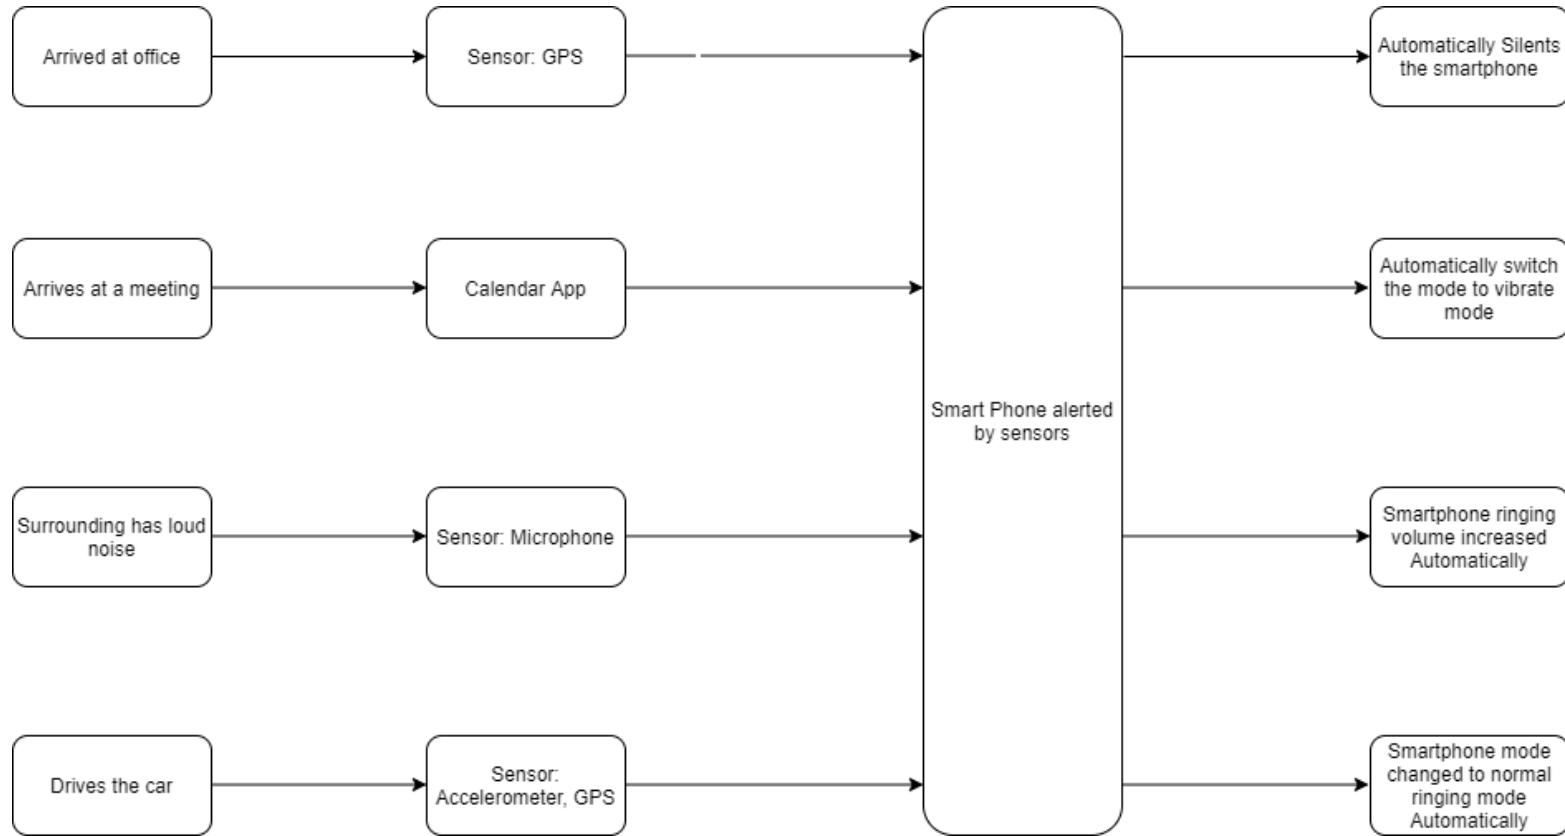 Arrived at office
Sensor: GPS
Automatically Silents
the smartphone
Arrives at a meeting
Calendar App
Automatically switch
the mode to vibrate
mode
Smart Phone alerted
by sensors
Surrounding has loud
noise
Sensor: Microphone
Smartphone ringing
volume increased
Automatically
Drives the car
Sensor:
Accelerometer, GPS
Smartphone mode
changed to normal
ringing mode
Automatically